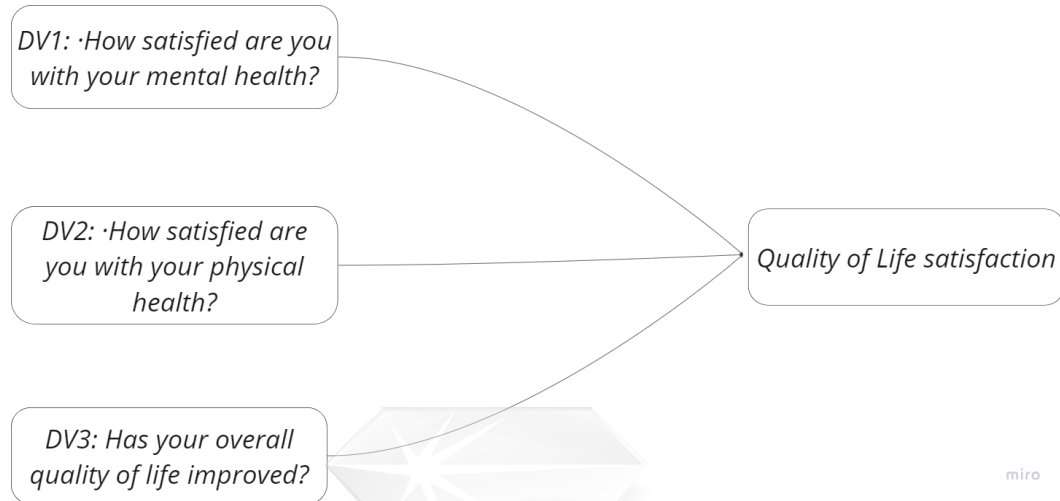 DV1: ·How satisfied are you
with your mental health?
DV2: ·How satisfied are
you with your physical
health?
Quality of Life satisfaction
DV3: Has your overall
quality of life improved?
miro